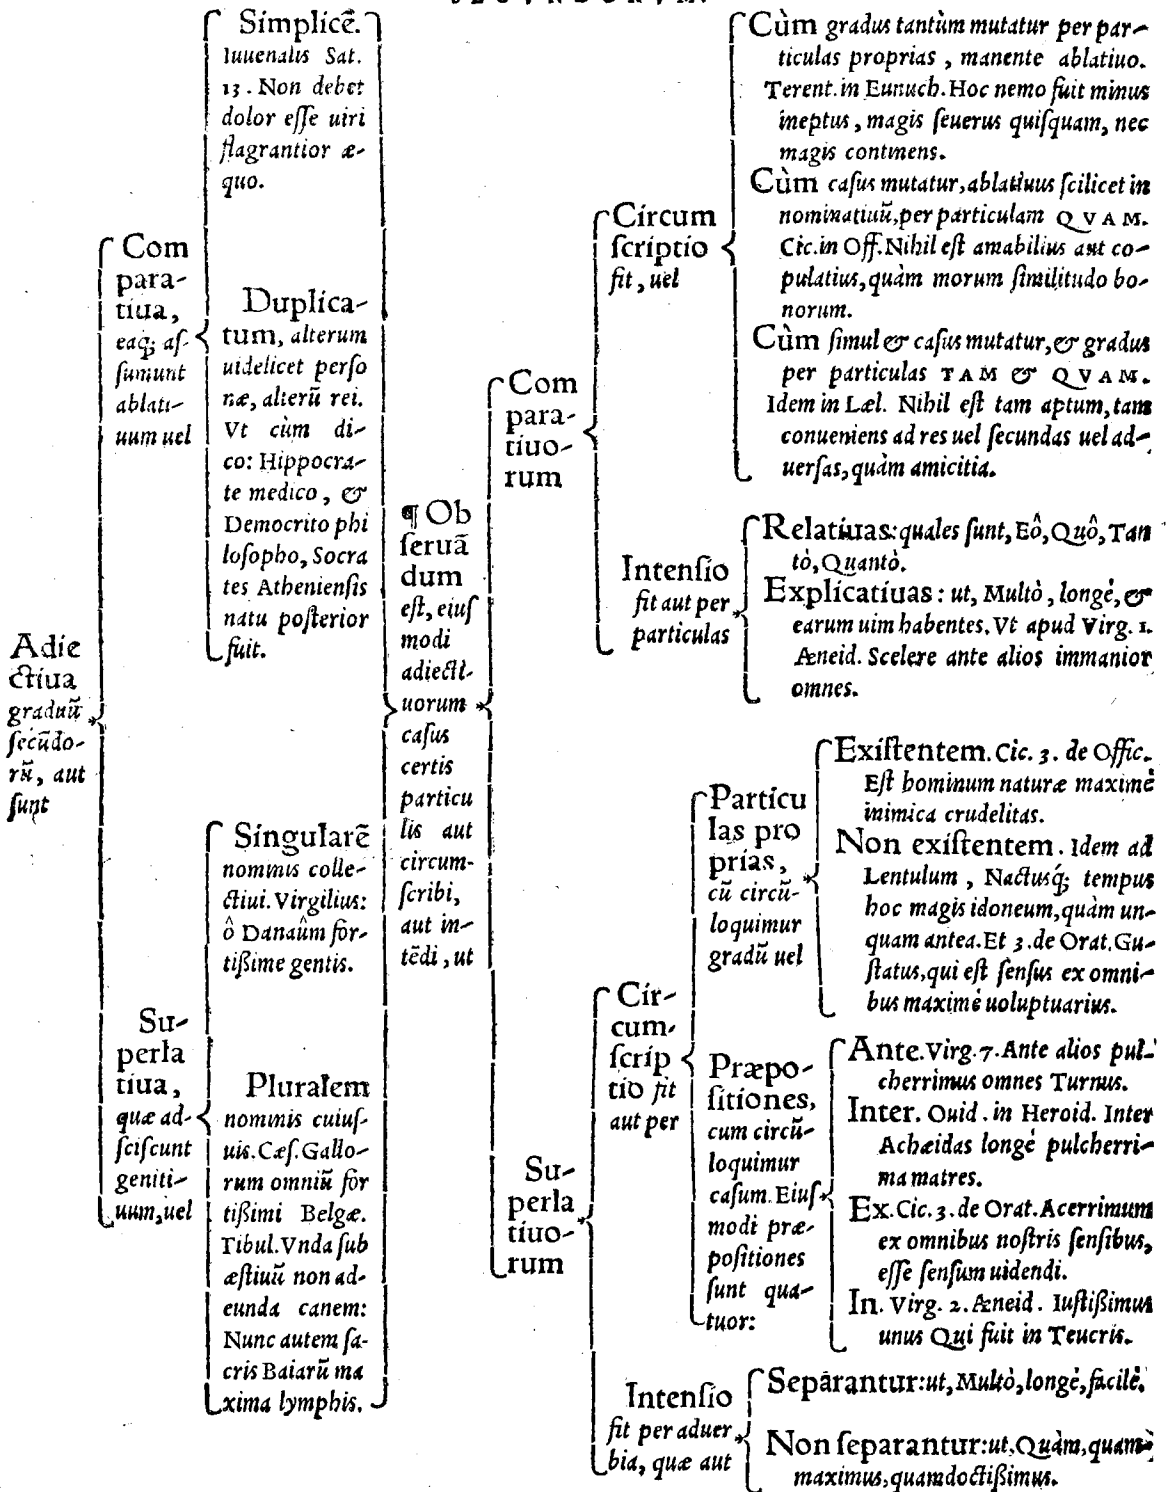 Adie
ctiua
graduũ
ſecũdo-
rũ, aut
ſunt
Com
para-
tiua,
eaq́; aſ-
ſumunt
ablati-
uum uel
Simplicẽ.
Iuuenalis Sat.
13. Non debet
dolor eſſe uiri
flagrantior æ-
quo.
Duplica-
tum, alterum
uidelicet perſo
næ, alterũ rei.
Vt cùm di-
co: Hippocra-
te medico, &
Democrito phi
loſopho, Socra
tes Athenienſis
natu poſterior
fuit.
Su-
perla
tiua,
quæ ad-
ſciſcunt
geniti-
uum, uel
Singularẽ
nominis colle-
ctiui. Virgilius:
ô Danaûm for-
tißime gentis.
Pluralem
nominis cuiuſ-
uis. Cæſ. Gallo-
rum omniũ for
tißimi Belgæ.
Tibul. Vnda ſub
æſtiuũ non ad-
eunda canem:
Nunc autem ſa-
cris Baiarũ ma
xima lymphis.
¶ Ob
ſeruã
dum
eſt, eiuſ
modi
adiecti-
uorum
caſus
certis
particu
lis aut
circum-
ſcribi,
aut in-
tẽdi, ut
Com
para-
tiuo-
rum
Circum
ſcriptio
fit, uel
Cùm gradus tantùm mutatur per par-
ticulas proprias, manente ablatiuo.
Terent. in Eunuch. Hoc nemo fuit minus
ineptus, magis ſeuerus quiſquam, nec
magis continens.
Cùm caſus mutatur, ablatiuus ſcilicet in
nominatiuũ, per particulam QVAM.
Cic. in Off. Nihil eſt amabilius aut co-
pulatius, quàm morum ſimilitudo bo-
norum.
Cùm ſimul & caſus mutatur, & gradus
per particulas TAM & QVAM.
Idem in Læl. Nihil eſt tam aptum, tam
conueniens ad res uel ſecundas uel ad-
uerſas, quàm amicitia.
Intenſio
fit aut per
particulas
Relatiuas: quales ſunt, Eô, Quô, Tan
tò, Quantò.
Explicatiuas: ut, Multò, longè, &
earum uim habentes. Vt apud Virg. 1.
Æneid. Scelere ante alios immanior
omnes.
Su-
perla
tiuo-
rum
Cir-
cum-
ſcrip
tio fit
aut per
Particu
las pro
prias,
cũ circũ-
loquimur
gradũ uel
Exiſtentem. Cic. 3. de Offic.
Eſt hominum naturæ maximè
inimica crudelitas.
Non exiſtentem. Idem ad
Lentulum, Nactusq́; tempus
hoc magis idoneum, quàm un-
quam antea. Et 3. de Orat. Gu-
ſtatus, qui eſt ſenſus ex omni-
bus maximè uoluptuarius.
Præpo-
ſitiones,
cum circũ-
loquimur
caſum. Eiuſ
modi præ-
poſitiones
ſunt qua-
tuor:
Ante. Virg. 7. Ante alios pul-
cherrimus omnes Turnus.
Inter. Ouid. in Heroid. Inter
Achæidas longè pulcherri-
ma matres.
Ex. Cic. 3. de Orat. Acerrimum
ex omnibus noſtris ſenſibus,
eſſe ſenſum uidendi.
In. Virg. 2. Æneid. Iuſtißimus
unus Qui fuit in Teucris.
Intenſio
fit per aduer
bia, quæ aut
Separantur: ut, Multò, longè, facilè.
Non ſeparantur: ut, Quàm, quam
maximus, quamdoctißimus.